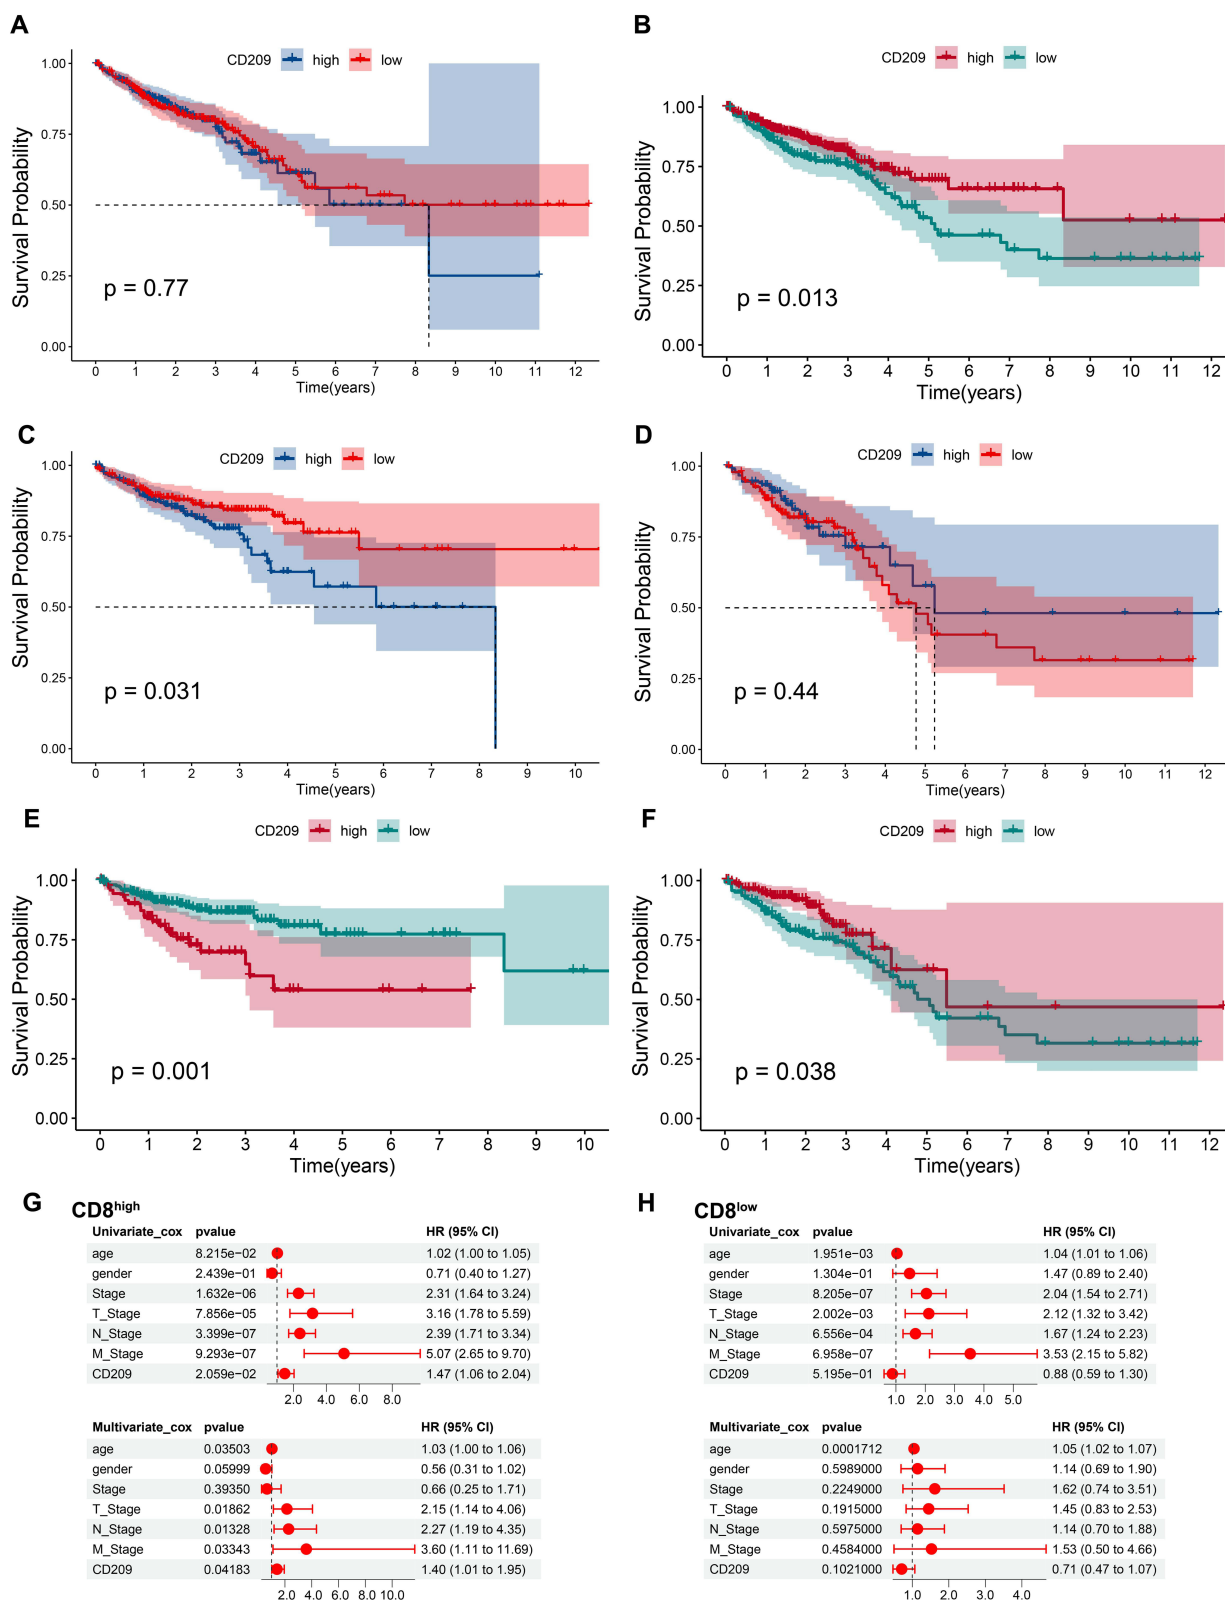 A
CD209 high low
Survival Probability
1.00
0.75
0.50
0.25
0.00
p = 0.77
0 1 2 3 4 5 6 7 8 9 10 11 12
Time(years)
B
CD209 high low
Survival Probability
1.00
0.75
0.50
0.25
0.00
p = 0.013
0 1 2 3 4 5 6 7 8 9 10 11 12
Time(years)
C
CD209 high low
Survival Probability
1.00
0.75
0.50
0.25
0.00
p = 0.031
0 1 2 3 4 5 6 7 8 9 10
Time(years)
D
CD209 high low
Survival Probability
1.00
0.75
0.50
0.25
0.00
p = 0.44
0 1 2 3 4 5 6 7 8 9 10 11 12
Time(years)
E
CD209 high low
Survival Probability
1.00
0.75
0.50
0.25
0.00
p = 0.001
0 1 2 3 4 5 6 7 8 9 10
Time(years)
F
CD209 high low
Survival Probability
1.00
0.75
0.50
0.25
0.00
p = 0.038
0 1 2 3 4 5 6 7 8 9 10 11 12
Time(years)
G
CD8high
Univariate_cox pvalue HR (95% CI)
age 8.215e−02 1.02 (1.00 to 1.05)
gender 2.439e−01 0.71 (0.40 to 1.27)
Stage 1.632e−06 2.31 (1.64 to 3.24)
T_Stage 7.856e−05 3.16 (1.78 to 5.59)
N_Stage 3.399e−07 2.39 (1.71 to 3.34)
M_Stage 9.293e−07 5.07 (2.65 to 9.70)
CD209 2.059e−02 1.47 (1.06 to 2.04)
2.0 4.0 6.0 8.0
Multivariate_cox pvalue HR (95% CI)
age 0.03503 1.03 (1.00 to 1.06)
gender 0.05999 0.56 (0.31 to 1.02)
Stage 0.39350 0.66 (0.25 to 1.71)
T_Stage 0.01862 2.15 (1.14 to 4.06)
N_Stage 0.01328 2.27 (1.19 to 4.35)
M_Stage 0.03343 3.60 (1.11 to 11.69)
CD209 0.04183 1.40 (1.01 to 1.95)
2.0 4.0 6.0 8.0 10.0
H
CD8low
Univariate_cox pvalue HR (95% CI)
age 1.951e−03 1.04 (1.01 to 1.06)
gender 1.304e−01 1.47 (0.89 to 2.40)
Stage 8.205e−07 2.04 (1.54 to 2.71)
T_Stage 2.002e−03 2.12 (1.32 to 3.42)
N_Stage 6.556e−04 1.67 (1.24 to 2.23)
M_Stage 6.958e−07 3.53 (2.15 to 5.82)
CD209 5.195e−01 0.88 (0.59 to 1.30)
1.0 2.0 3.0 4.0 5.0
Multivariate_cox pvalue HR (95% CI)
age 0.0001712 1.05 (1.02 to 1.07)
gender 0.5989000 1.14 (0.69 to 1.90)
Stage 0.2249000 1.62 (0.74 to 3.51)
T_Stage 0.1915000 1.45 (0.83 to 2.53)
N_Stage 0.5975000 1.14 (0.70 to 1.88)
M_Stage 0.4584000 1.53 (0.50 to 4.66)
CD209 0.1021000 0.71 (0.47 to 1.07)
1.0 2.0 3.0 4.0